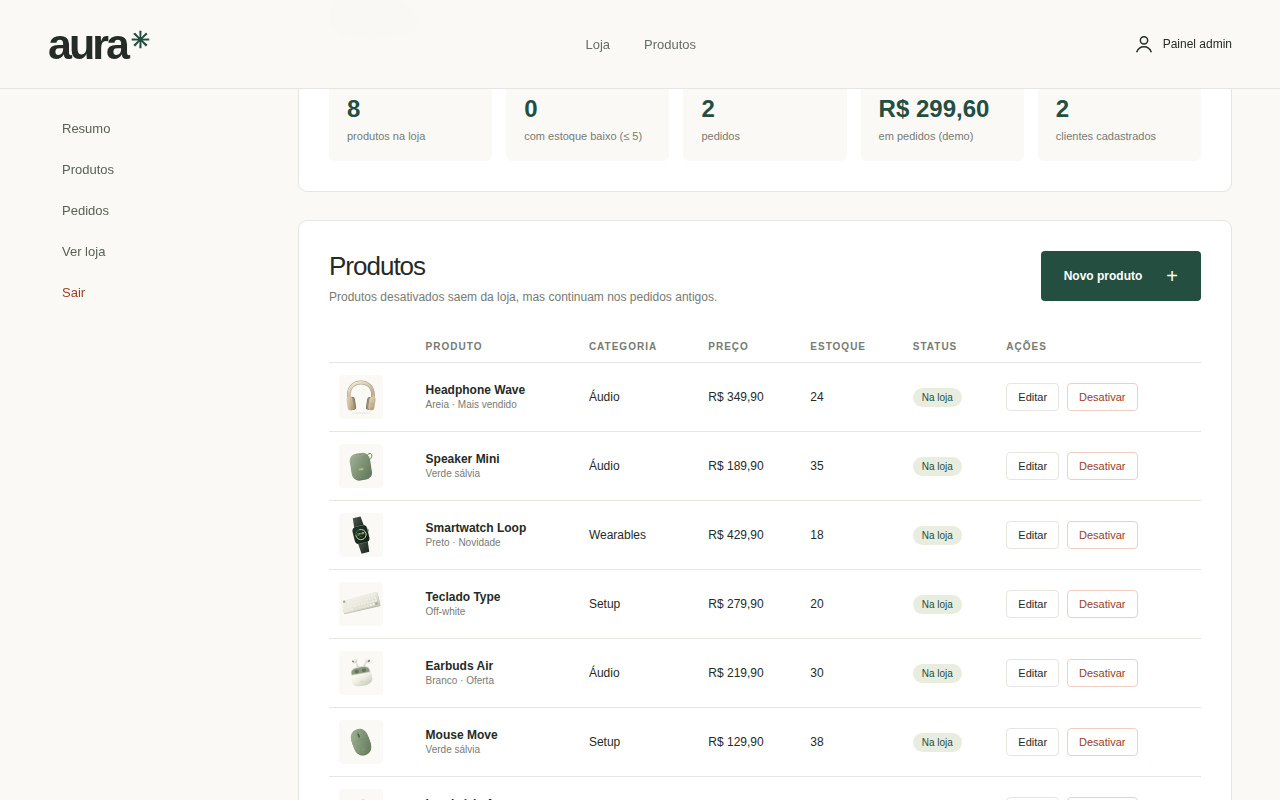 aura
Loja
Produtos
Painel admin
Resumo
Produtos
Pedidos
Ver loja
Sair
8
produtos na loja
0
com estoque baixo (≤ 5)
2
pedidos
R$ 299,60
em pedidos (demo)
2
clientes cadastrados
Produtos
Produtos desativados saem da loja, mas continuam nos pedidos antigos.
Novo produto +
PRODUTO CATEGORIA PREÇO ESTOQUE STATUS AÇÕES
Headphone Wave
Areia · Mais vendido
Áudio R$ 349,90 24 Na loja Editar Desativar
Speaker Mini
Verde sálvia
Áudio R$ 189,90 35 Na loja Editar Desativar
Smartwatch Loop
Preto · Novidade
Wearables R$ 429,90 18 Na loja Editar Desativar
Teclado Type
Off-white
Setup R$ 279,90 20 Na loja Editar Desativar
Earbuds Air
Branco · Oferta
Áudio R$ 219,90 30 Na loja Editar Desativar
Mouse Move
Verde sálvia
Setup R$ 129,90 38 Na loja Editar Desativar